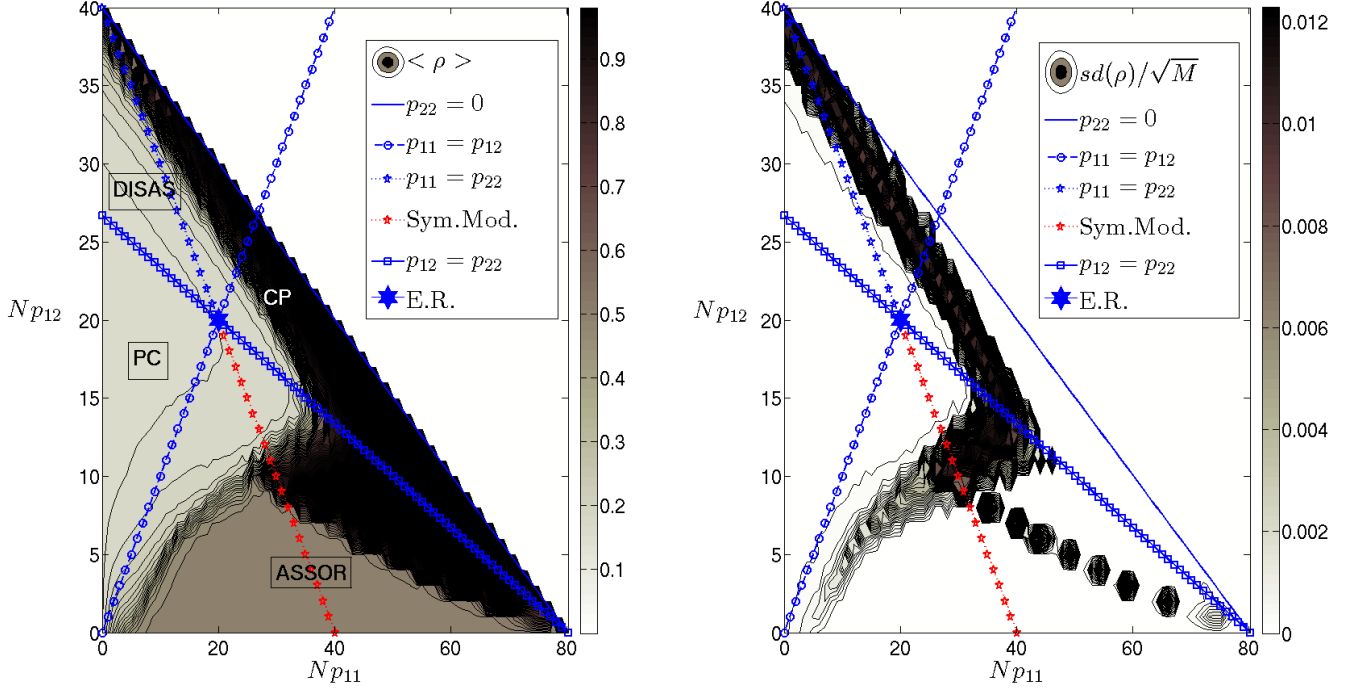 40
35
30
25
20
15
10
5
0
N p₁₂
0 20 40 60 80
N p₁₁
< ρ >
p₂₂ = 0
p₁₁ = p₁₂
p₁₁ = p₂₂
Sym.Mod.
p₁₂ = p₂₂
E.R.
DISAS
CP
PC
ASSOR
0.9
0.8
0.7
0.6
0.5
0.4
0.3
0.2
0.1
40
35
30
25
20
15
10
5
0
N p₁₂
0 20 40 60 80
N p₁₁
sd(ρ)/√M
p₂₂ = 0
p₁₁ = p₁₂
p₁₁ = p₂₂
Sym.Mod.
p₁₂ = p₂₂
E.R.
0.012
0.01
0.008
0.006
0.004
0.002
0